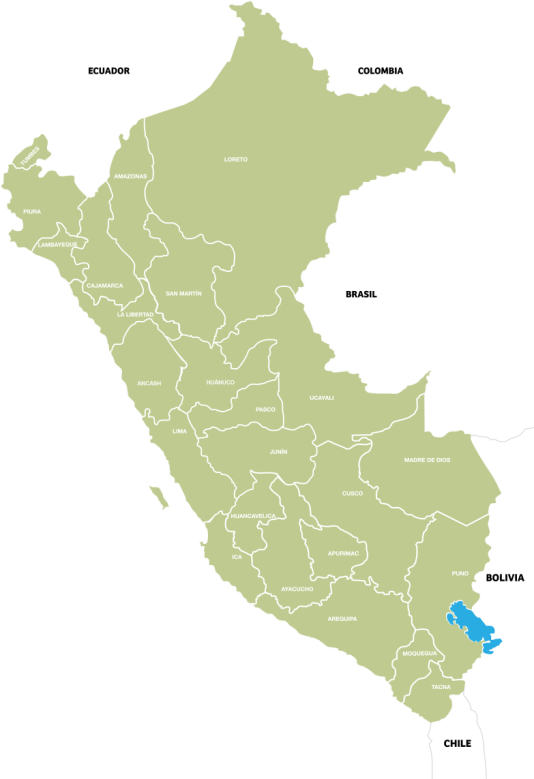 ECUADOR
COLOMBIA
TUMBES
LORETO
AMAZONAS
PIURA
LAMBAYEQUE
CAJAMARCA
SAN MARTÍN
BRASIL
LA LIBERTAD
ANCASH
HUÁNUCO
UCAYALI
PASCO
LIMA
JUNÍN
MADRE DE DIOS
CUSCO
HUANCAVELICA
ICA
APURIMAC
PUNO
BOLIVIA
AYACUCHO
AREQUIPA
MOQUEGUA
TACNA
CHILE